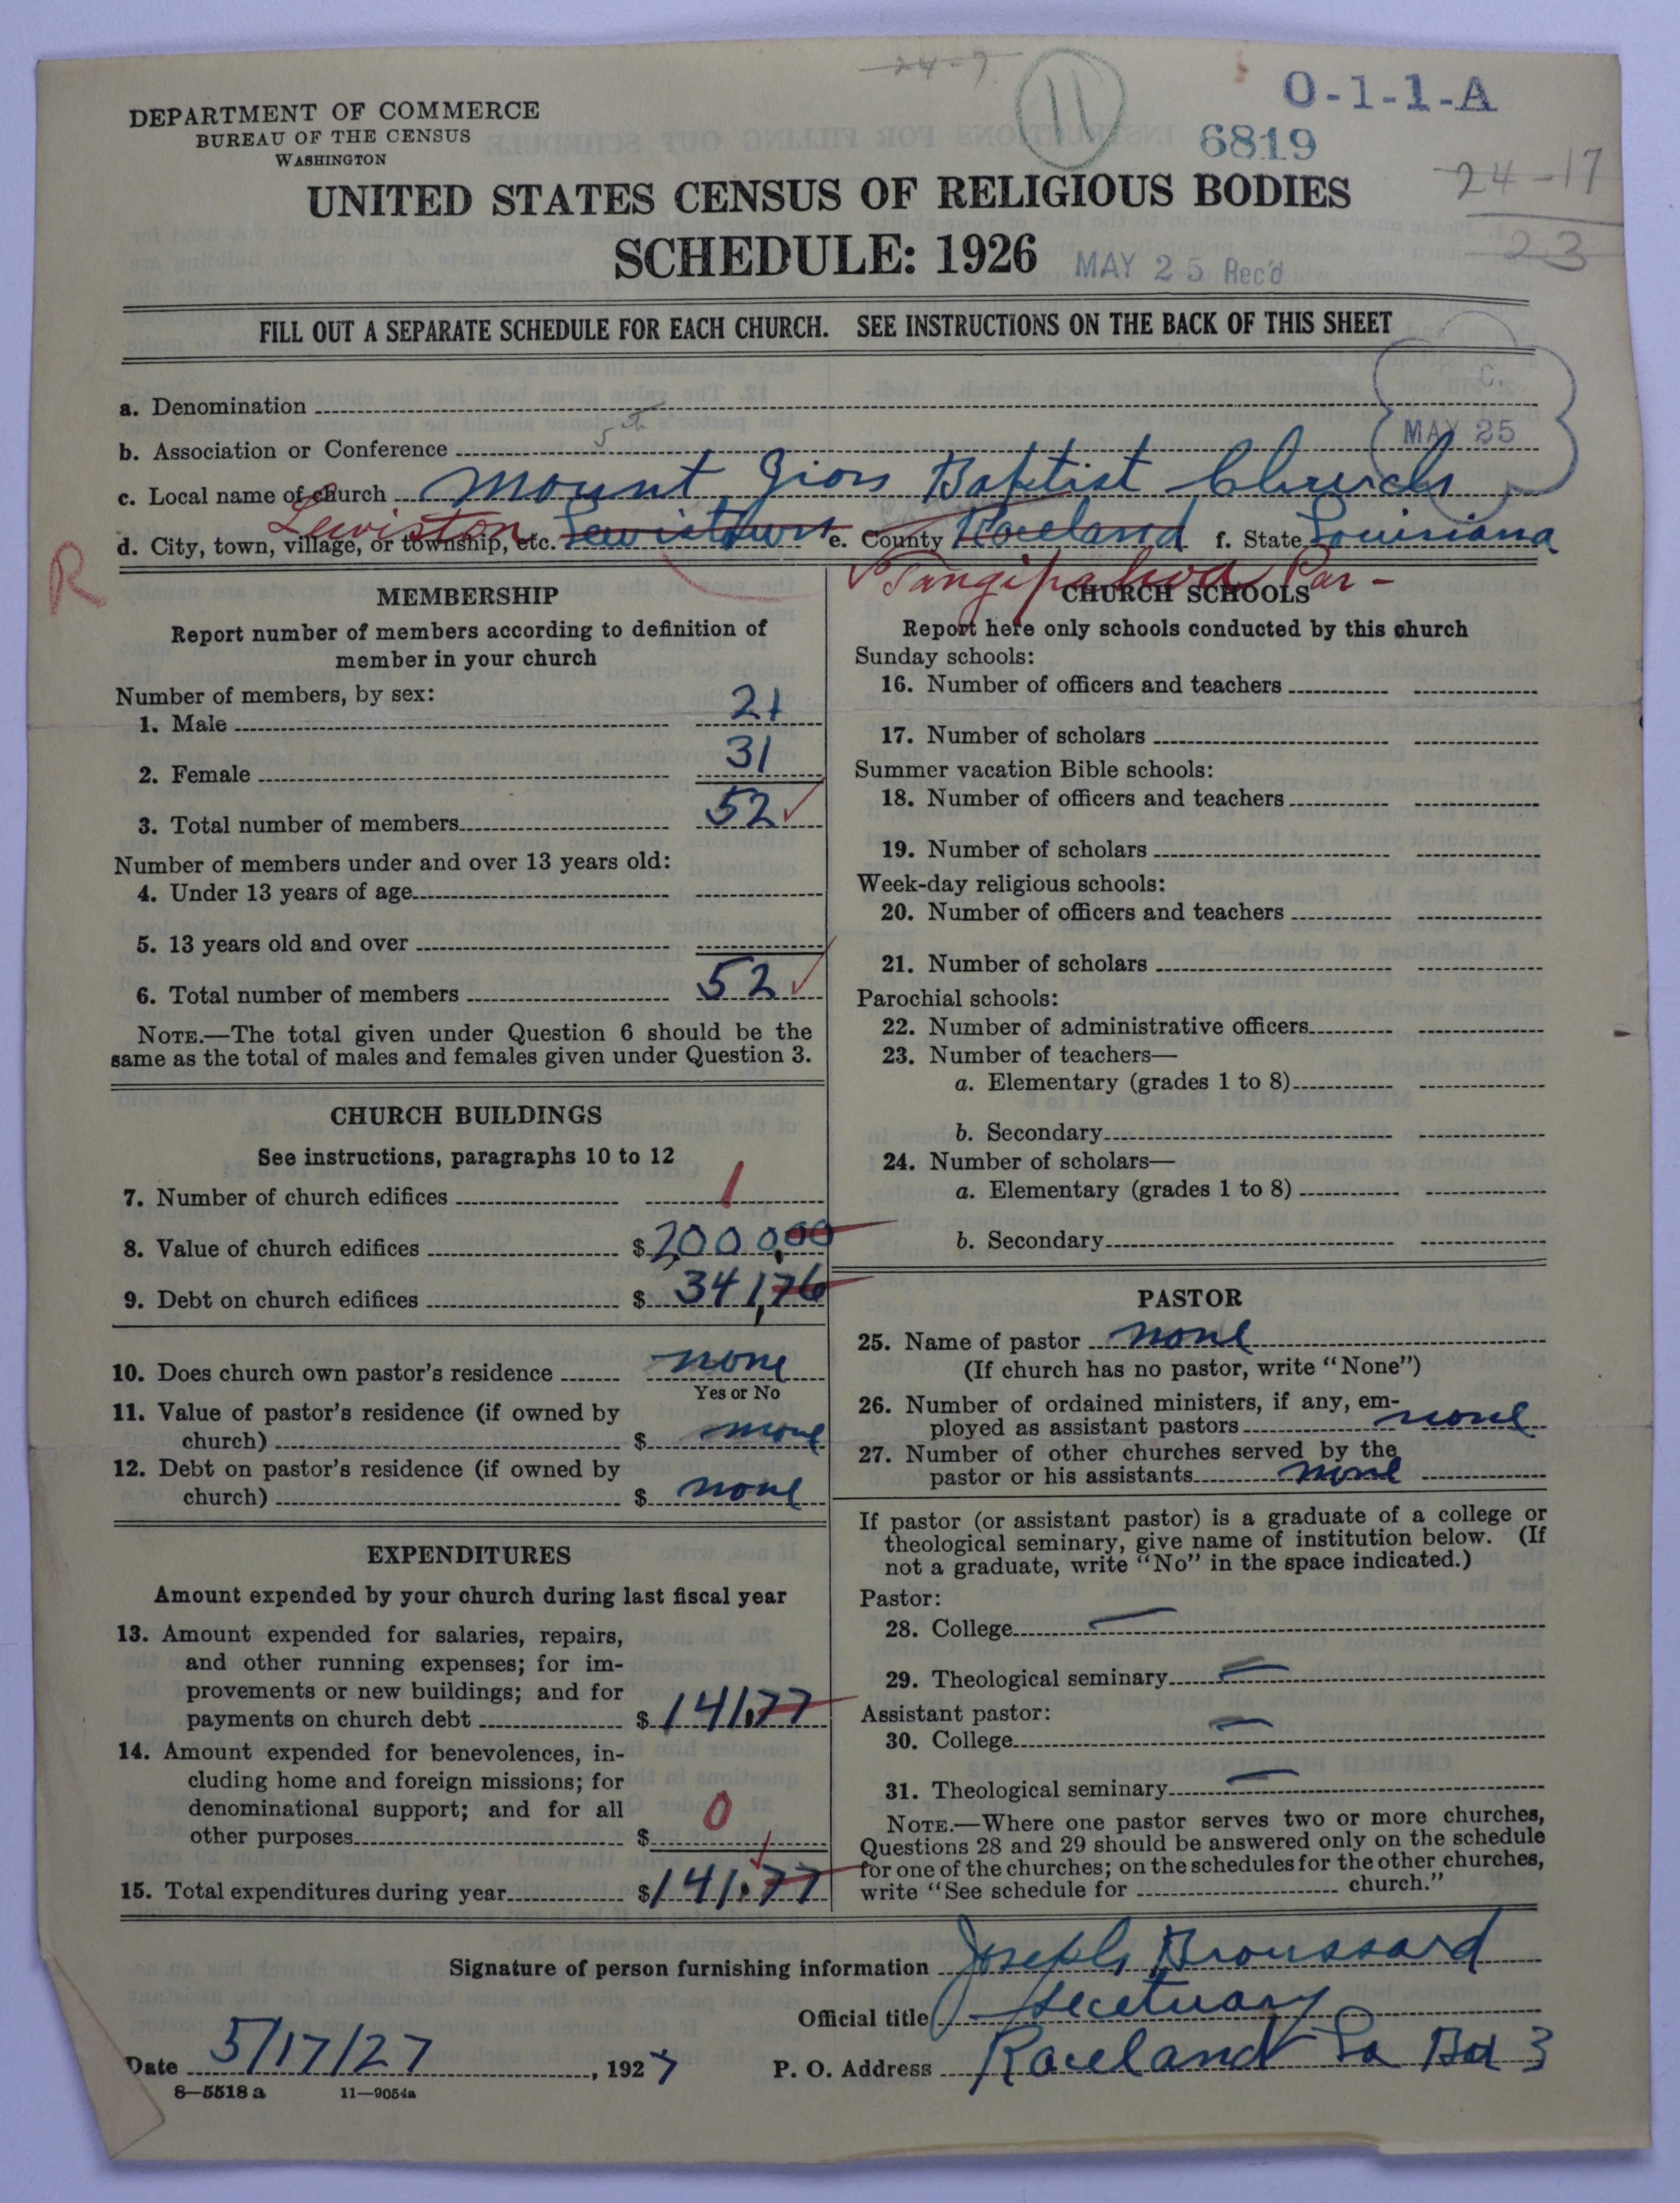 24-7
11
O-1-1-A
DEPARTMENT OF COMMERCE
BUREAU OF THE CENSUS
WASHINGTON
6819
24-17
23
UNITED STATES CENSUS OF RELIGIOUS BODIES
SCHEDULE: 1926
MAY 25 Rec'd
FILL OUT A SEPARATE SCHEDULE FOR EACH CHURCH. SEE INSTRUCTIONS ON THE BACK OF THIS SHEET
C.
MAY 25
a. Denomination
b. Association or Conference 5th
c. Local name of church Mount Zion Baptist Church
Lewiston
d. City, town, village, or township, etc. e. County Raceland f. State Louisiana
R
Tangipahoa Par-
MEMBERSHIP
Report number of members according to definition of
member in your church
Number of members, by sex:
1. Male 21
2. Female 31
3. Total number of members 52
Number of members under and over 13 years old:
4. Under 13 years of age
5. 13 years old and over
6. Total number of members 52
NOTE.—The total given under Question 6 should be the
same as the total of males and females given under Question 3.
CHURCH BUILDINGS
See instructions, paragraphs 10 to 12
7. Number of church edifices 1
8. Value of church edifices $ 2,000.00
9. Debt on church edifices $ 341,76
10. Does church own pastor's residence none
Yes or No
11. Value of pastor's residence (if owned by
church) $ none
12. Debt on pastor's residence (if owned by
church) $ none
EXPENDITURES
Amount expended by your church during last fiscal year
13. Amount expended for salaries, repairs,
and other running expenses; for im-
provements or new buildings; and for
payments on church debt $ 141.77
14. Amount expended for benevolences, in-
cluding home and foreign missions; for
denominational support; and for all
other purposes $ 0
15. Total expenditures during year $ 141.77
CHURCH SCHOOLS
Report here only schools conducted by this church
Sunday schools:
16. Number of officers and teachers
17. Number of scholars
Summer vacation Bible schools:
18. Number of officers and teachers
19. Number of scholars
Week-day religious schools:
20. Number of officers and teachers
21. Number of scholars
Parochial schools:
22. Number of administrative officers
23. Number of teachers—
a. Elementary (grades 1 to 8)
b. Secondary
24. Number of scholars—
a. Elementary (grades 1 to 8)
b. Secondary
PASTOR
25. Name of pastor none
(If church has no pastor, write "None")
26. Number of ordained ministers, if any, em-
ployed as assistant pastors none
27. Number of other churches served by the
pastor or his assistants none
If pastor (or assistant pastor) is a graduate of a college or
theological seminary, give name of institution below. (If
not a graduate, write "No" in the space indicated.)
Pastor:
28. College
29. Theological seminary
Assistant pastor:
30. College
31. Theological seminary
NOTE.—Where one pastor serves two or more churches,
Questions 28 and 29 should be answered only on the schedule
for one of the churches; on the schedules for the other churches,
write "See schedule for church."
Signature of person furnishing information Joseph Broussard
Official title Secetuary
Date 5/17/27, 1927 P. O. Address Raceland La Box 3
8—5518 a 11—9054a